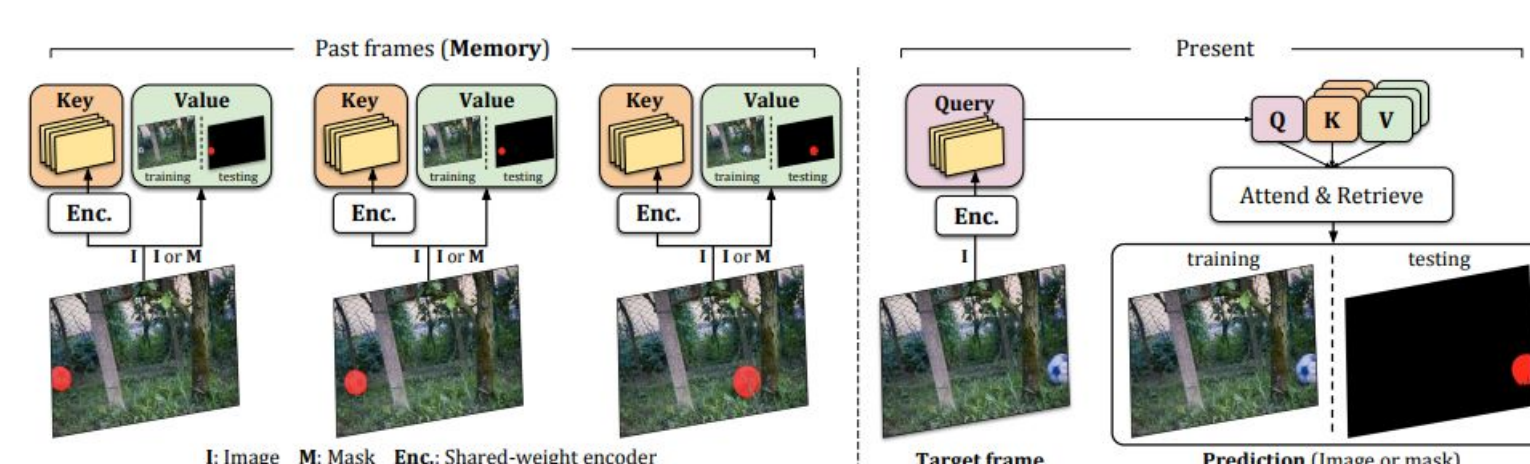 Past frames (Memory)
Present
Key
Value
training
testing
Enc.
I
I or M
Key
Value
training
testing
Enc.
I
I or M
Key
Value
training
testing
Enc.
I
I or M
Query
Enc.
I
Q
K
V
Attend & Retrieve
training
testing
I: Image M: Mask Enc.: Shared-weight encoder
Target frame
Prediction (Image or mask)